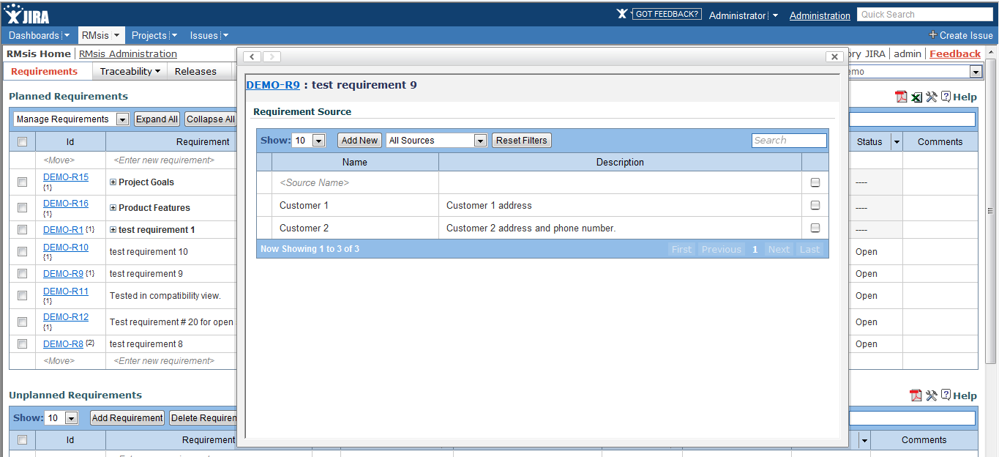 JIRA GOT FEEDBACK? Administrator Administration Quick Search
Dashboards RMsis Projects Issues Create Issue
RMsis Home RMsis Administration JIRA admin Feedback
Requirements Traceability Releases
Planned Requirements Help
Manage Requirements Expand All Collapse All
Id Requirement Status Comments
<Move> <Enter new requirement>
DEMO-R15 {1} Project Goals ----
DEMO-R16 {1} Product Features ----
DEMO-R1 {1} test requirement 1 ----
DEMO-R10 {1} test requirement 10 Open
DEMO-R9 {1} test requirement 9 Open
DEMO-R11 {1} Tested in compatibility view. Open
DEMO-R12 {1} Test requirement # 20 for open Open
DEMO-R8 {2} test requirement 8 Open
<Move> <Enter new requirement>
Unplanned Requirements Help
Show: 10 Add Requirement Delete Requirem
Id Requirement Comments
DEMO-R9 : test requirement 9
Requirement Source
Show: 10 Add New All Sources Reset Filters Search
Name Description
<Source Name>
Customer 1 Customer 1 address
Customer 2 Customer 2 address and phone number.
Now Showing 1 to 3 of 3 First Previous 1 Next Last